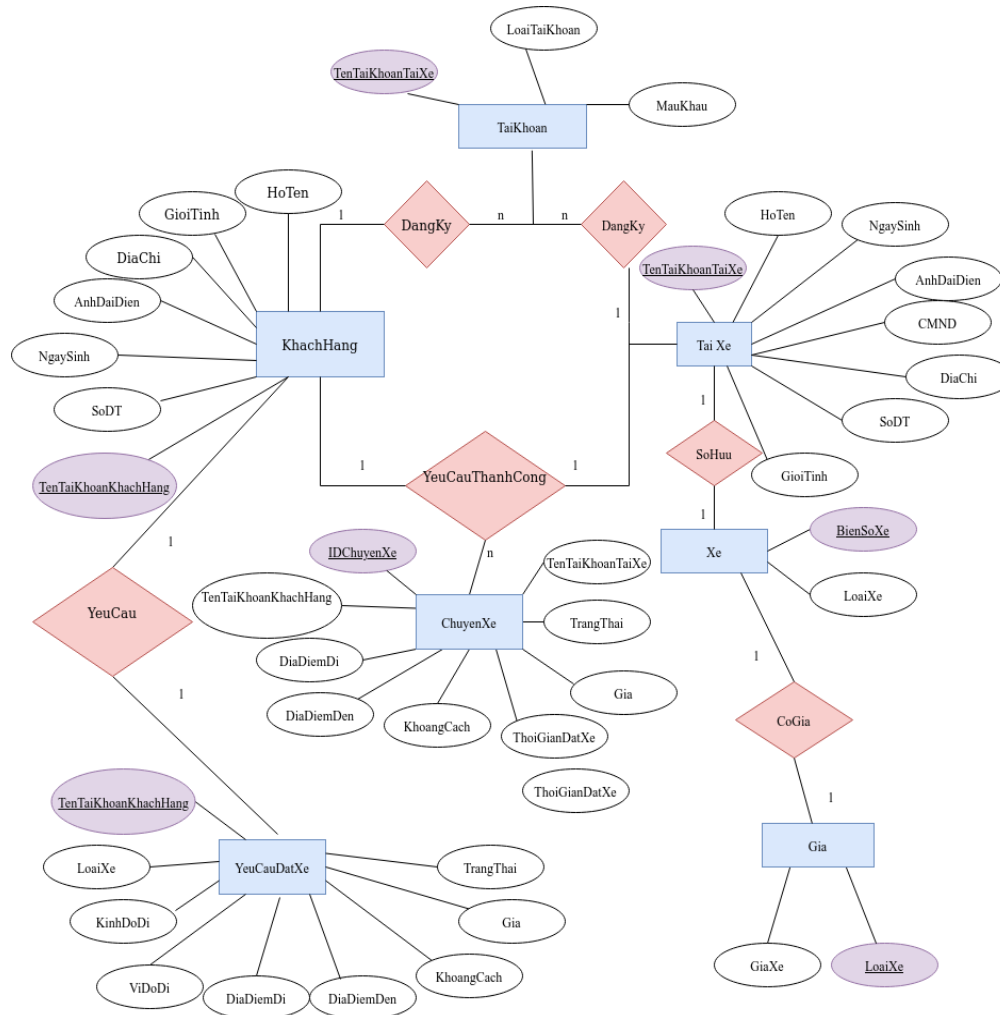 LoaiTaiKhoan
TenTaiKhoanTaiXe
MauKhau
TaiKhoan
HoTen
GioiTinh
1
DangKy
n
n
DangKy
HoTen
NgaySinh
DiaChi
TenTaiKhoanTaiXe
AnhDaiDien
AnhDaiDien
CMND
1
KhachHang
Tai Xe
NgaySinh
DiaChi
SoDT
1
SoDT
SoHuu
GioiTinh
1
YeuCauThanhCong
1
TenTaiKhoanKhachHang
1
BienSoXe
Xe
1
IDChuyenXe
n
TenTaiKhoanTaiXe
LoaiXe
TenTaiKhoanKhachHang
YeuCau
ChuyenXe
TrangThai
DiaDiemDi
1
Gia
1
DiaDiemDen
KhoangCach
ThoiGianDatXe
CoGia
ThoiGianDatXe
1
TenTaiKhoanKhachHang
Gia
LoaiXe
YeuCauDatXe
TrangThai
KinhDoDi
Gia
ViDoDi
DiaDiemDi
DiaDiemDen
KhoangCach
GiaXe
LoaiXe